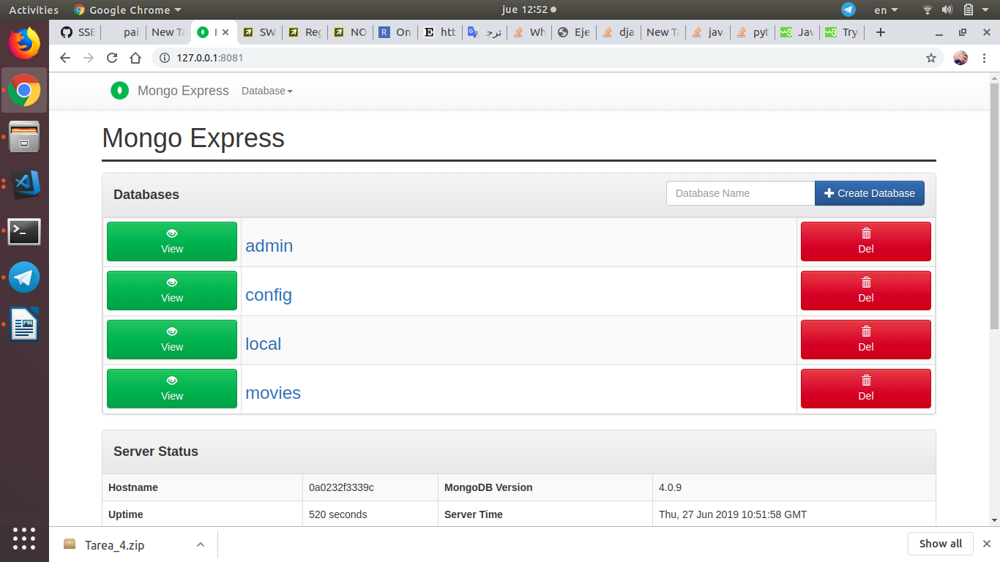 Activities Google Chrome jue 12:52 en
SSE pai New Ta SW Reg NO On htt ترج Wh Eje dja New Ta jav pyt Jav Try
127.0.0.1:8081
Mongo Express Database
Mongo Express
Databases Database Name Create Database
View admin Del
View config Del
View local Del
View movies Del
Server Status
Hostname 0a0232f3339c MongoDB Version 4.0.9
Uptime 520 seconds Server Time Thu, 27 Jun 2019 10:51:58 GMT
Tarea_4.zip Show all